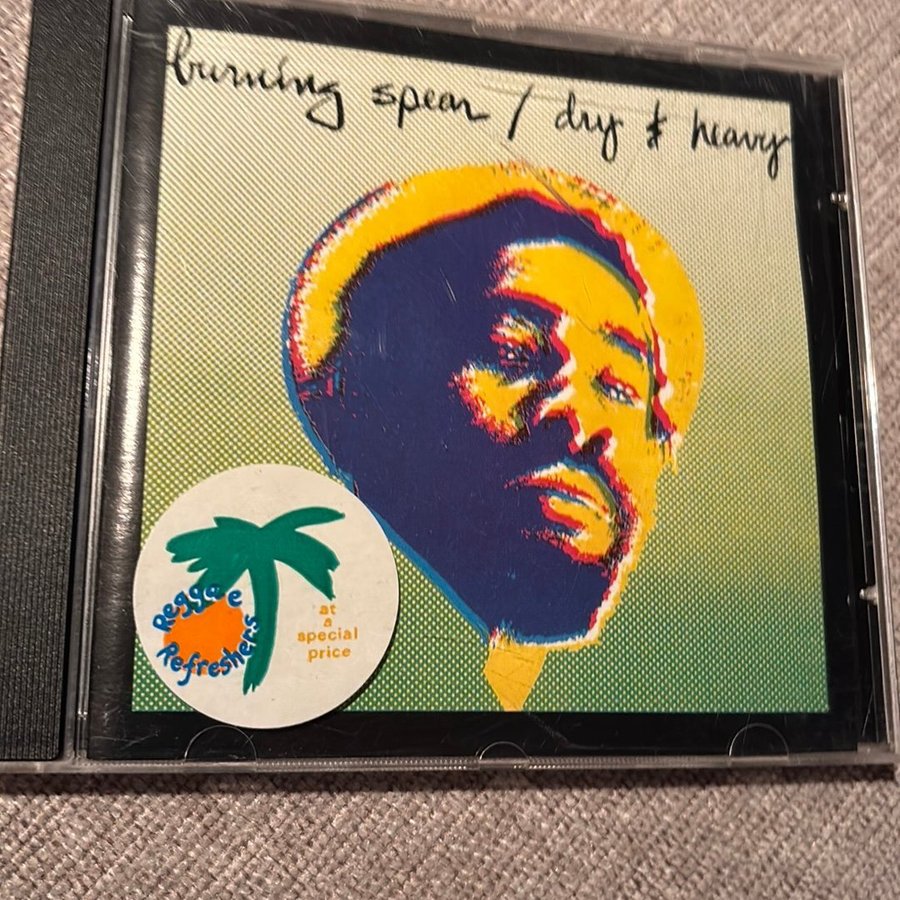 burning spear / dry & heavy
Reggae
Refreshers
at
a
special
price